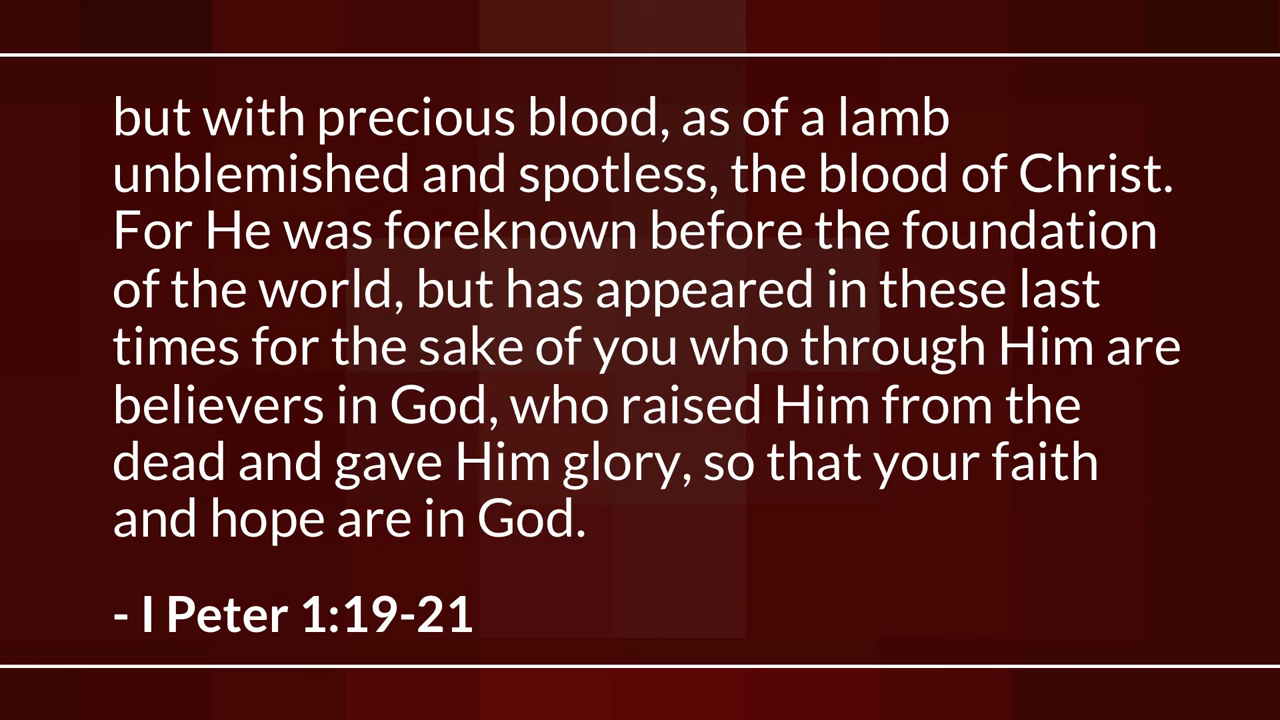 but with precious blood, as of a lamb
unblemished and spotless, the blood of Christ.
For He was foreknown before the foundation
of the world, but has appeared in these last
times for the sake of you who through Him are
believers in God, who raised Him from the
dead and gave Him glory, so that your faith
and hope are in God.
- I Peter 1:19-21